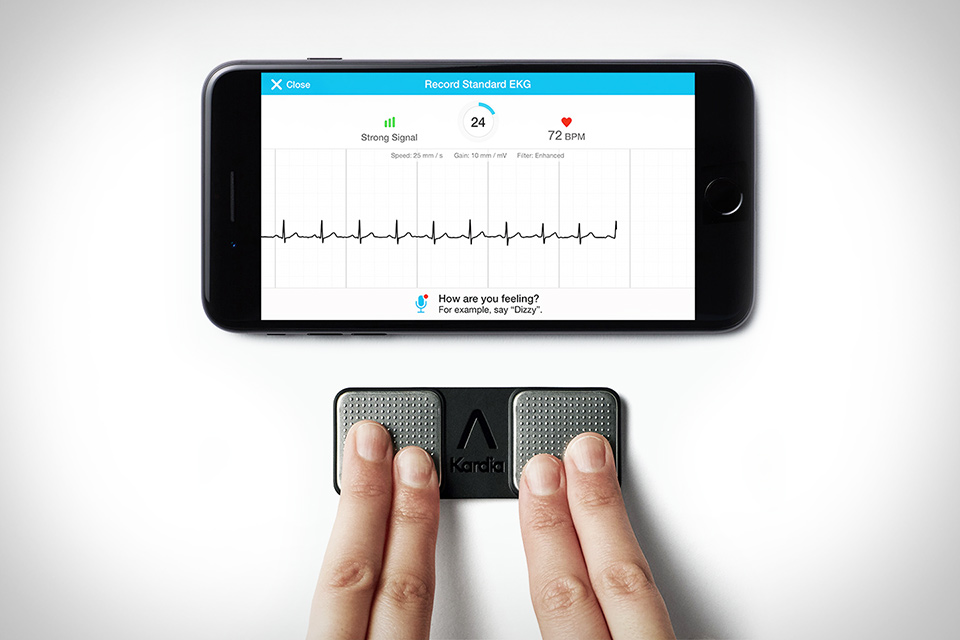 Close
Record Standard EKG
24
Strong Signal
72 BPM
Speed: 25 mm / s Gain: 10 mm / mV Filter: Enhanced
How are you feeling?
For example, say “Dizzy”.
Kardia